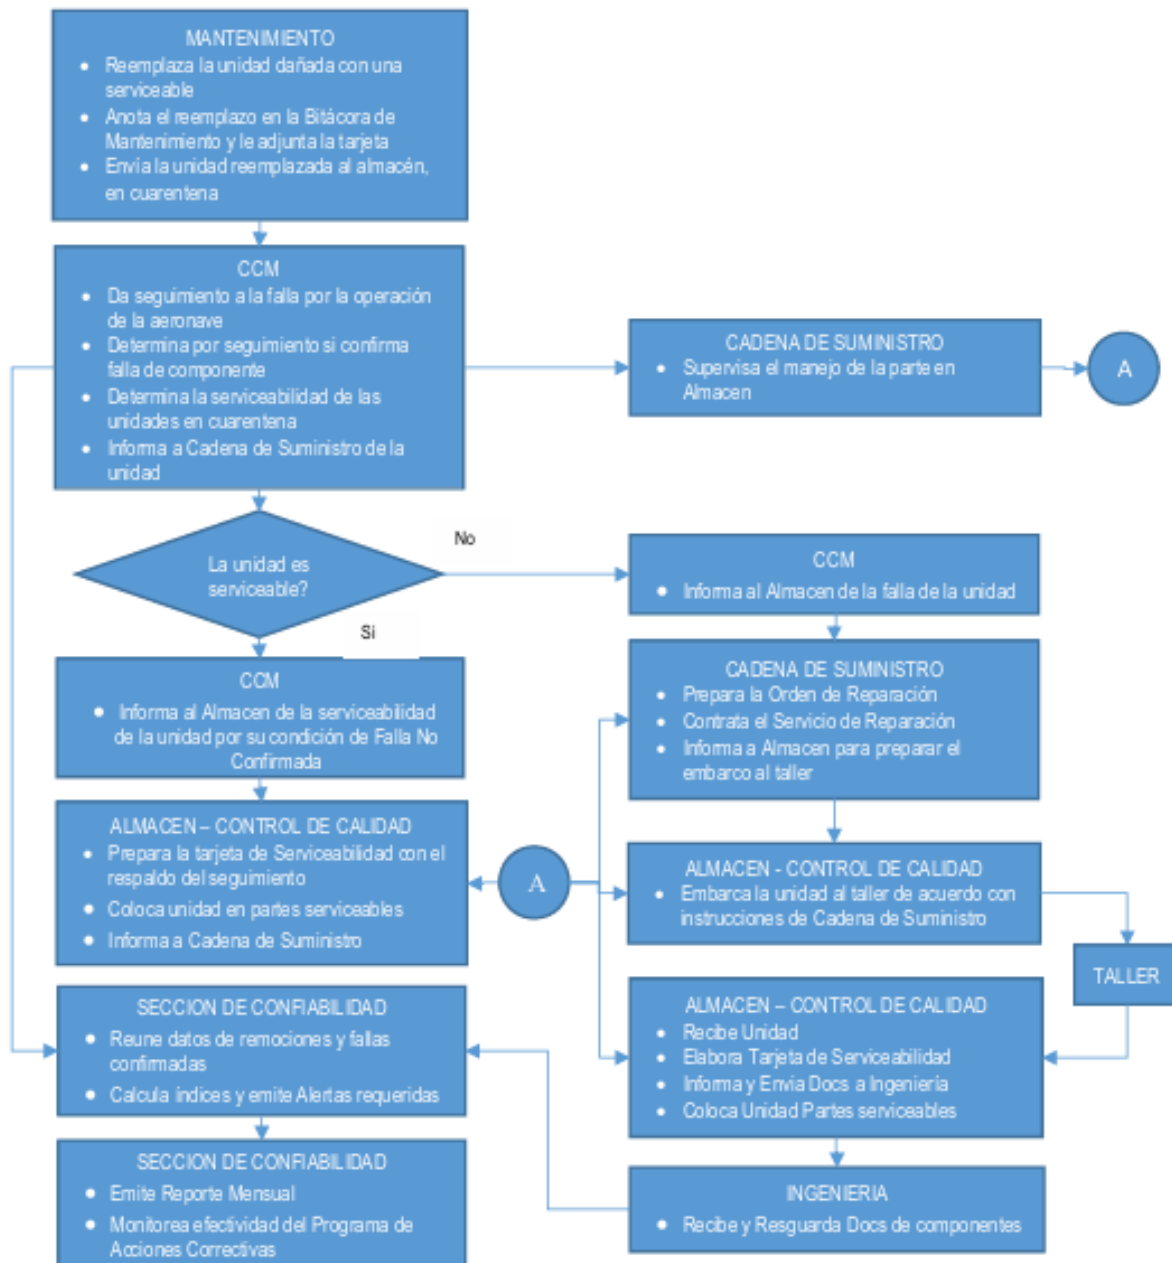 MANTENIMIENTO
• Reemplaza la unidad dañada con una
serviceable
• Anota el reemplazo en la Bitácora de
Mantenimiento y le adjunta la tarjeta
• Envía la unidad reemplazada al almacén,
en cuarentena
CCM
• Da seguimiento a la falla por la operación
de la aeronave
• Determina por seguimiento si confirma
falla de componente
• Determina la serviceabilidad de las
unidades en cuarentena
• Informa a Cadena de Suministro de la
unidad
CADENA DE SUMINISTRO
• Supervisa el manejo de la parte en
Almacen
A
La unidad es
serviceable?
No
Si
CCM
• Informa al Almacen de la falla de la unidad
CCM
• Informa al Almacen de la serviceabilidad
de la unidad por su condición de Falla No
Confirmada
CADENA DE SUMINISTRO
• Prepara la Orden de Reparación
• Contrata el Servicio de Reparación
• Informa a Almacen para preparar el
embarco al taller
ALMACEN – CONTROL DE CALIDAD
• Prepara la tarjeta de Serviceabilidad con el
respaldo del seguimiento
• Coloca unidad en partes serviceables
• Informa a Cadena de Suministro
A
ALMACEN - CONTROL DE CALIDAD
• Embarca la unidad al taller de acuerdo con
instrucciones de Cadena de Suministro
TALLER
SECCION DE CONFIABILIDAD
• Reune datos de remociones y fallas
confirmadas
• Calcula índices y emite Alertas requeridas
ALMACEN – CONTROL DE CALIDAD
• Recibe Unidad
• Elabora Tarjeta de Serviceabilidad
• Informa y Envia Docs a Ingeniería
• Coloca Unidad Partes serviceables
SECCION DE CONFIABILIDAD
• Emite Reporte Mensual
• Monitorea efectividad del Programa de
Acciones Correctivas
INGENIERIA
• Recibe y Resguarda Docs de componentes